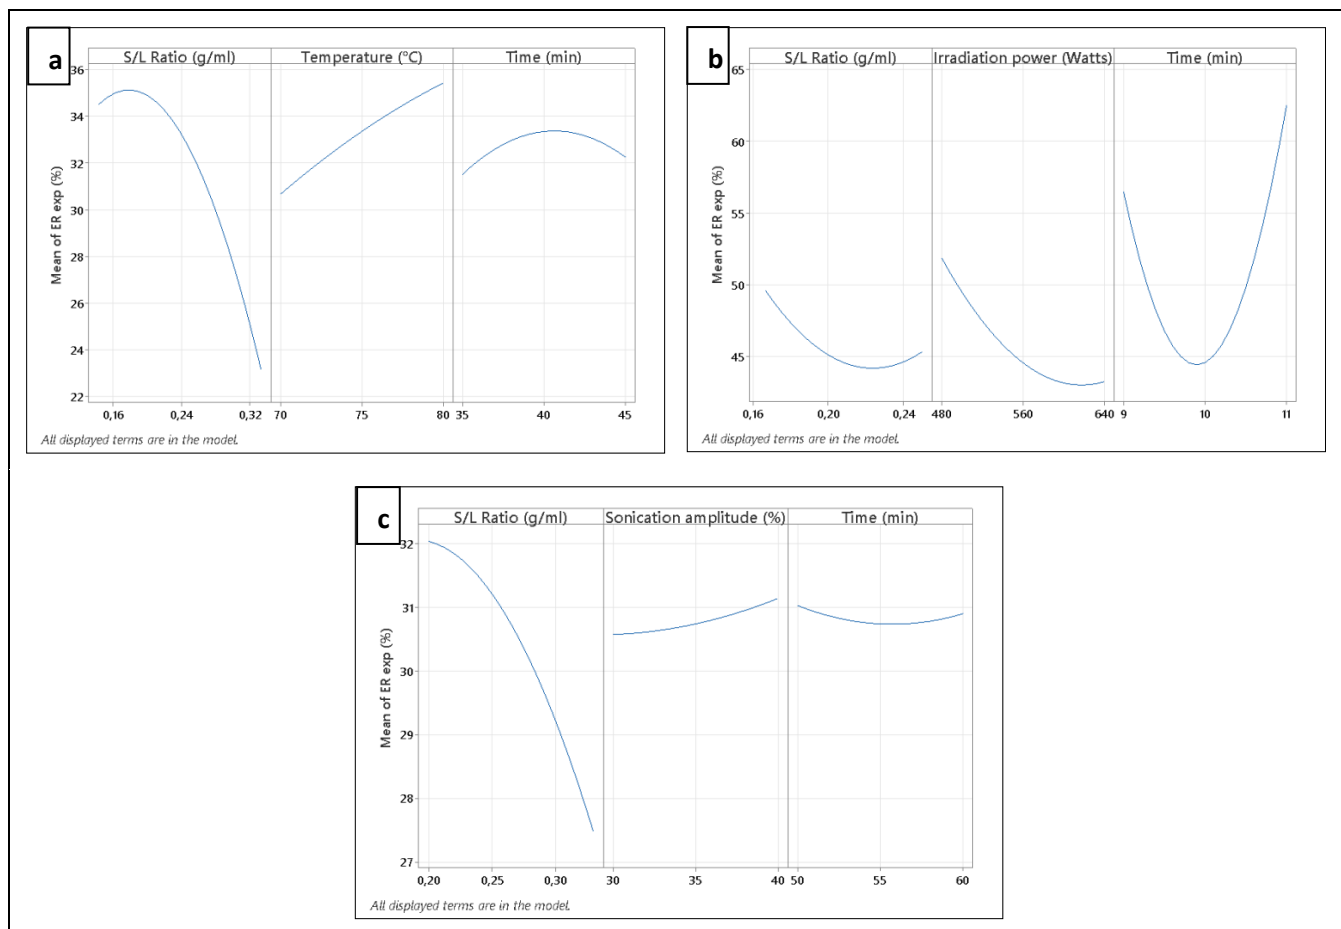 a
S/L Ratio (g/ml) Temperature (°C) Time (min)
Mean of ER exp (%)
36
34
32
30
28
26
24
22
0,16 0,24 0,32 70 75 80 35 40 45
All displayed terms are in the model.
b
S/L Ratio (g/ml) Irradiation power (Watts) Time (min)
Mean of ER exp (%)
65
60
55
50
45
0,16 0,20 0,24 480 560 640 9 10 11
All displayed terms are in the model.
c
S/L Ratio (g/ml) Sonication amplitude (%) Time (min)
Mean of ER exp (%)
32
31
30
29
28
27
0,20 0,25 0,30 30 35 40 50 55 60
All displayed terms are in the model.